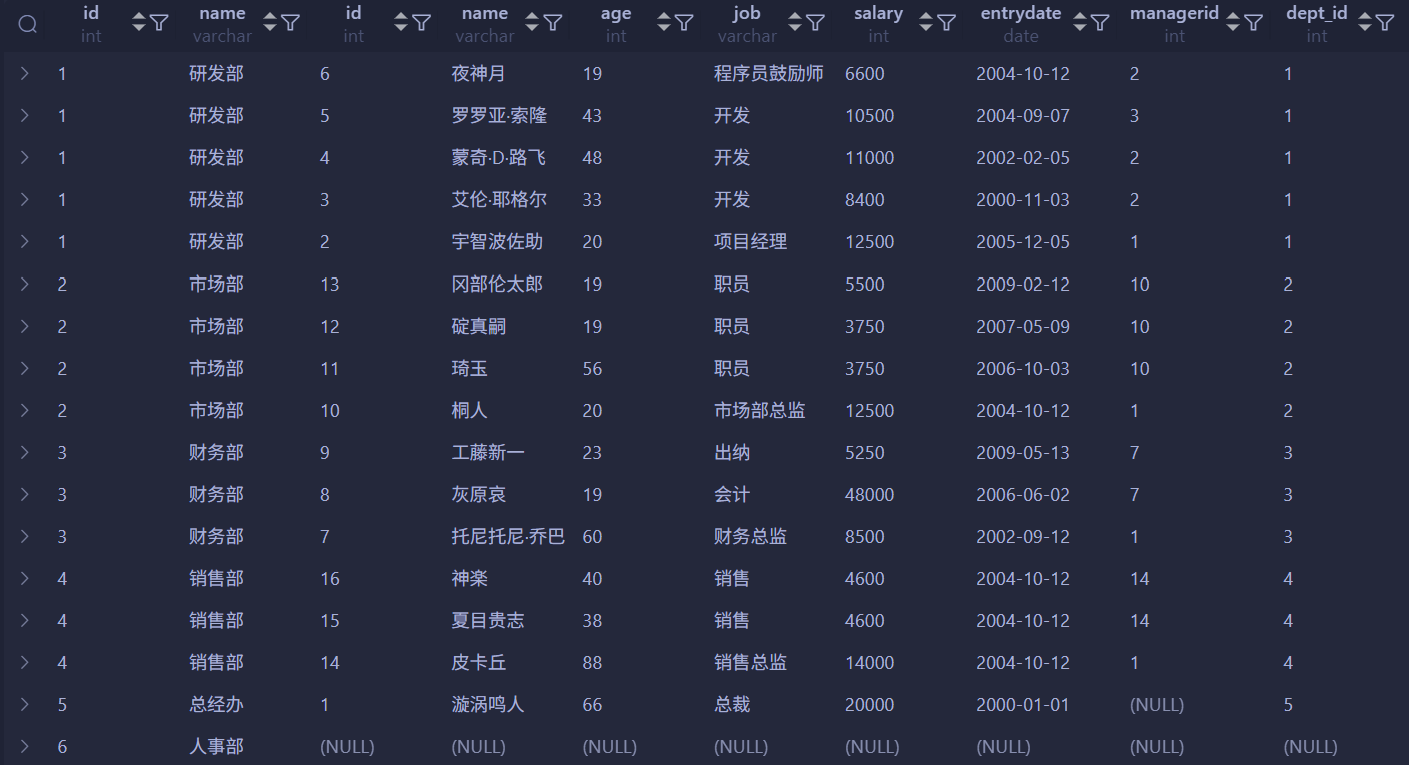 id name id name age job salary entrydate managerid dept_id
int varchar int varchar int varchar int date int int
1 研发部 6 夜神月 19 程序员鼓励师 6600 2004-10-12 2 1
1 研发部 5 罗罗亚·索隆 43 开发 10500 2004-09-07 3 1
1 研发部 4 蒙奇·D·路飞 48 开发 11000 2002-02-05 2 1
1 研发部 3 艾伦·耶格尔 33 开发 8400 2000-11-03 2 1
1 研发部 2 宇智波佐助 20 项目经理 12500 2005-12-05 1 1
2 市场部 13 冈部伦太郎 19 职员 5500 2009-02-12 10 2
2 市场部 12 碇真嗣 19 职员 3750 2007-05-09 10 2
2 市场部 11 琦玉 56 职员 3750 2006-10-03 10 2
2 市场部 10 桐人 20 市场部总监 12500 2004-10-12 1 2
3 财务部 9 工藤新一 23 出纳 5250 2009-05-13 7 3
3 财务部 8 灰原哀 19 会计 48000 2006-06-02 7 3
3 财务部 7 托尼托尼·乔巴 60 财务总监 8500 2002-09-12 1 3
4 销售部 16 神楽 40 销售 4600 2004-10-12 14 4
4 销售部 15 夏目贵志 38 销售 4600 2004-10-12 14 4
4 销售部 14 皮卡丘 88 销售总监 14000 2004-10-12 1 4
5 总经办 1 漩涡鸣人 66 总裁 20000 2000-01-01 (NULL) 5
6 人事部 (NULL) (NULL) (NULL) (NULL) (NULL) (NULL) (NULL) (NULL)